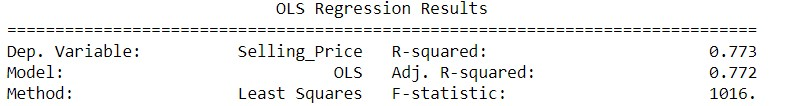 OLS Regression Results
==============================================================================
Dep. Variable: Selling_Price R-squared: 0.773
Model: OLS Adj. R-squared: 0.772
Method: Least Squares F-statistic: 1016.